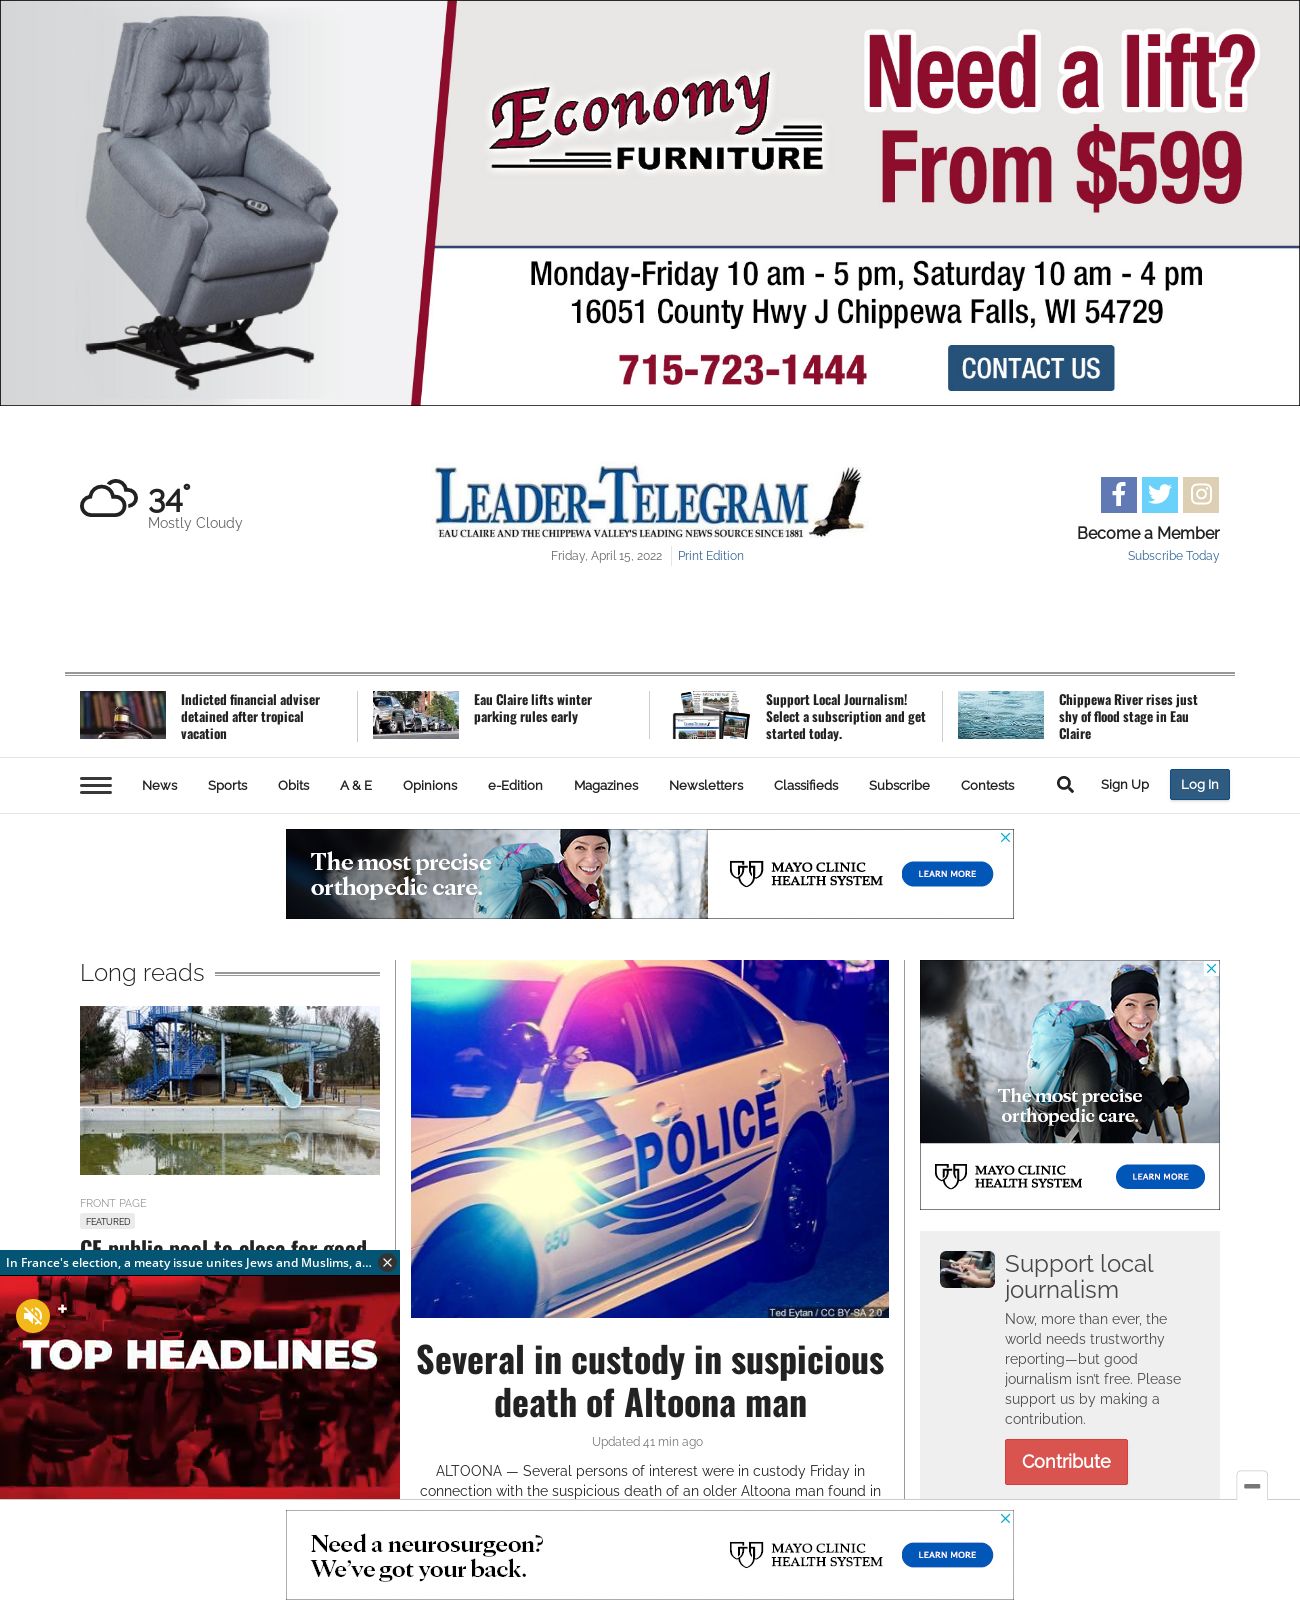 Economy
FURNITURE
Need a lift?
From $599
Monday-Friday 10 am - 5 pm, Saturday 10 am - 4 pm
16051 County Hwy J Chippewa Falls, WI 54729
715-723-1444
CONTACT US
34°
Mostly Cloudy
LEADER-TELEGRAM
EAU CLAIRE AND THE CHIPPEWA VALLEY'S LEADING NEWS SOURCE SINCE 1881
Friday, April 15, 2022
Print Edition
Become a Member
Subscribe Today
Indicted financial adviser
detained after tropical
vacation
Eau Claire lifts winter
parking rules early
Support Local Journalism!
Select a subscription and get
started today.
Chippewa River rises just
shy of flood stage in Eau
Claire
News
Sports
Obits
A & E
Opinions
e-Edition
Magazines
Newsletters
Classifieds
Subscribe
Contests
Sign Up
Log In
The most precise
orthopedic care.
MAYO CLINIC
HEALTH SYSTEM
LEARN MORE
Long reads
FRONT PAGE
FEATURED
CF public pool to close for good
In France's election, a meaty issue unites Jews and Muslims, a...
TOP HEADLINES
POLICE
Ted Eytan / CC BY-SA 2.0
Several in custody in suspicious
death of Altoona man
Updated 41 min ago
ALTOONA — Several persons of interest were in custody Friday in
connection with the suspicious death of an older Altoona man found in
The most precise
orthopedic care.
MAYO CLINIC
HEALTH SYSTEM
LEARN MORE
Support local
journalism
Now, more than ever, the
world needs trustworthy
reporting—but good
journalism isn't free. Please
support us by making a
contribution.
Contribute
Need a neurosurgeon?
We've got your back.
MAYO CLINIC
HEALTH SYSTEM
LEARN MORE